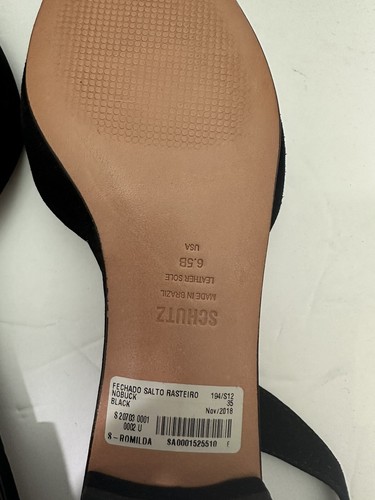 USA
6.5B
LEATHER SOLE
MADE IN BRAZIL
SCHUTZ
FECHADO SALTO RASTEIRO 194/S12
NOBUCK 35
BLACK Nov/2018
S 20703 0001
0002 U
S-ROMILDA SA0001525510 F